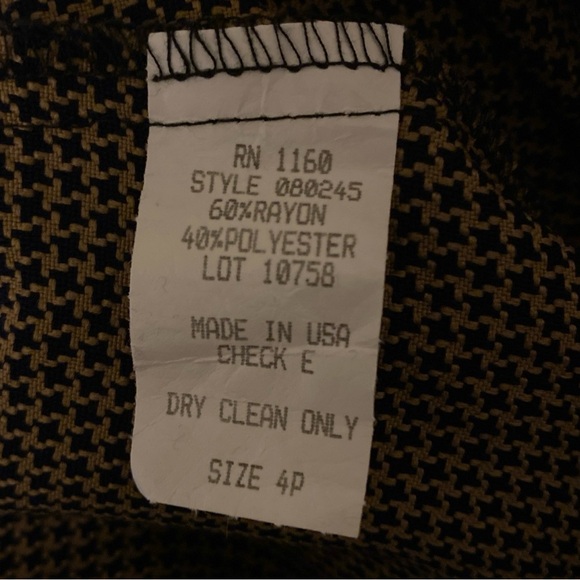 RN 1160
STYLE 080245
60%RAYON
40%POLYESTER
LOT 10758
MADE IN USA
CHECK E
DRY CLEAN ONLY
SIZE 4P